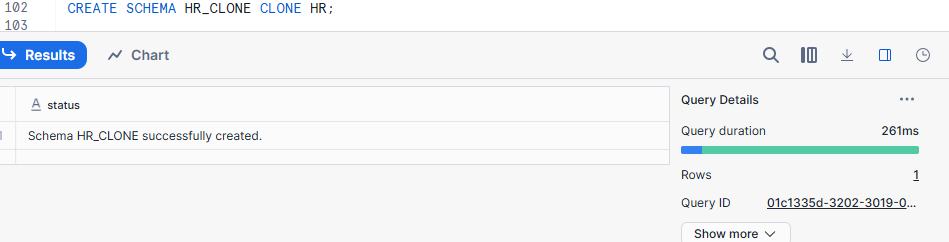 102 CREATE SCHEMA HR_CLONE CLONE HR;
103
Results Chart
A status
Schema HR_CLONE successfully created.
Query Details ...
Query duration 261ms
Rows 1
Query ID 01c1335d-3202-3019-0...
Show more